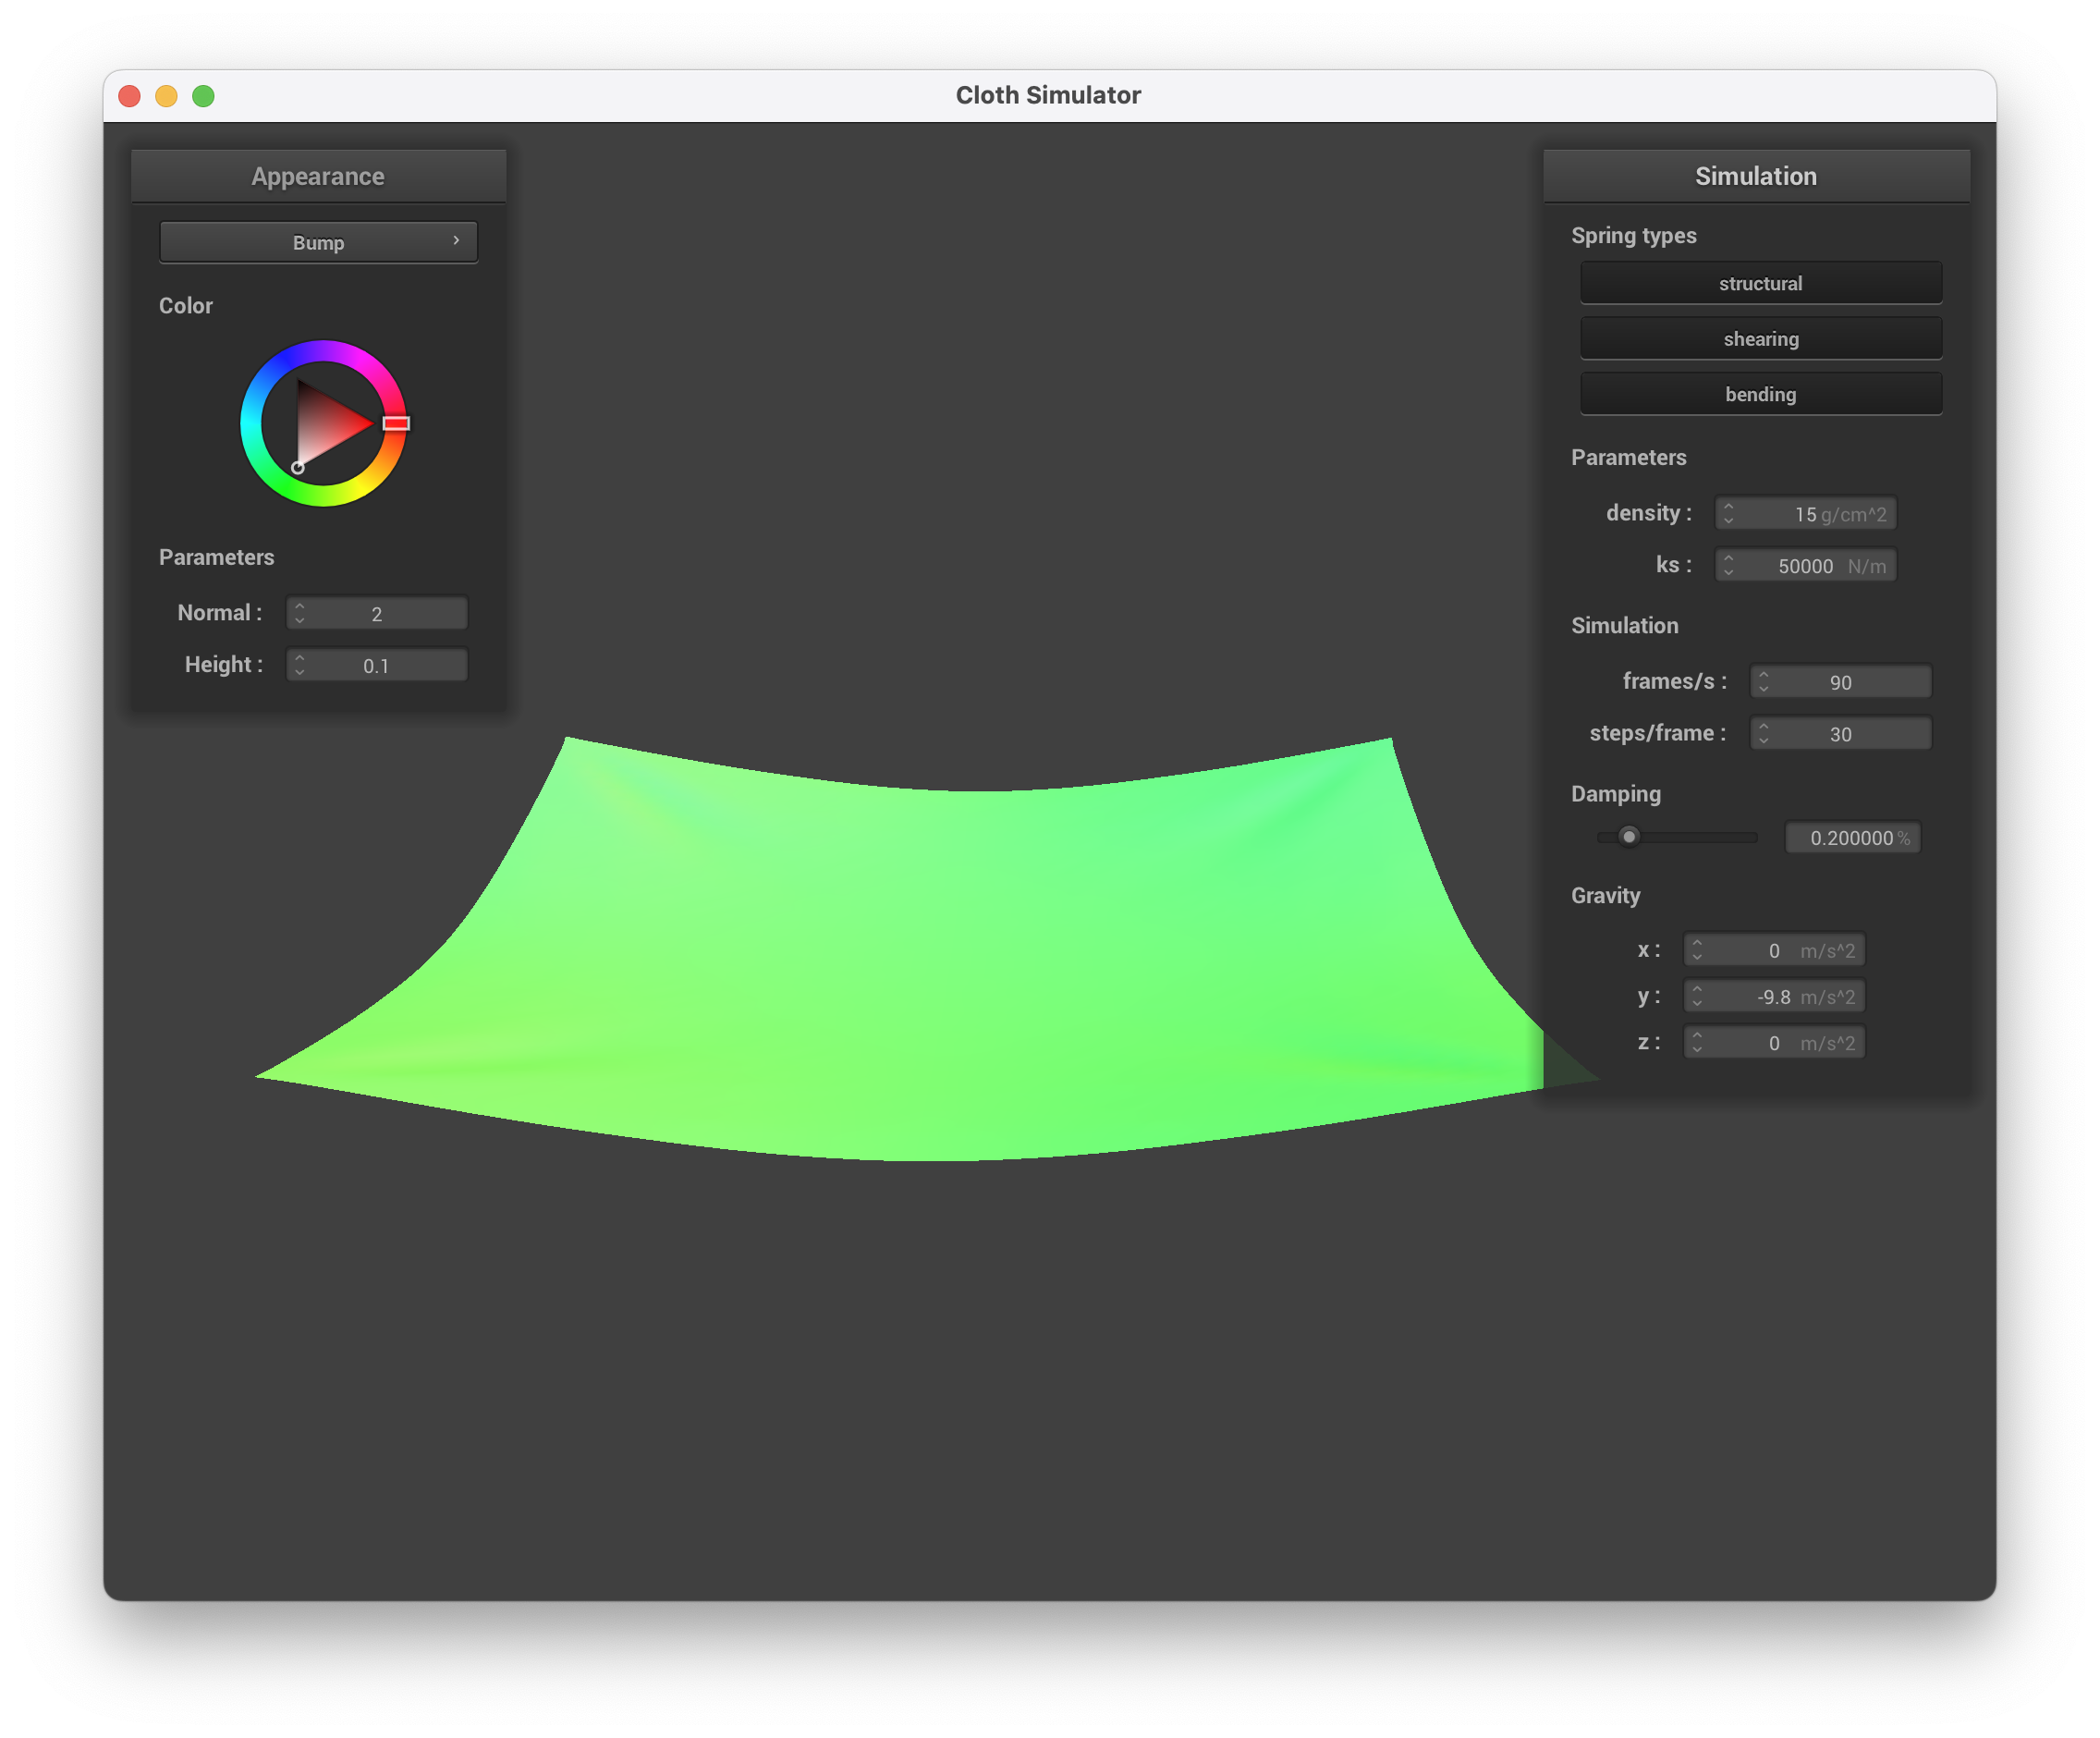 Cloth Simulator
Appearance
Bump
Color
Parameters
Normal : 2
Height : 0.1
Simulation
Spring types
structural
shearing
bending
Parameters
density : 15 g/cm^2
ks : 50000 N/m
Simulation
frames/s : 90
steps/frame : 30
Damping
0.200000 %
Gravity
x : 0 m/s^2
y : -9.8 m/s^2
z : 0 m/s^2